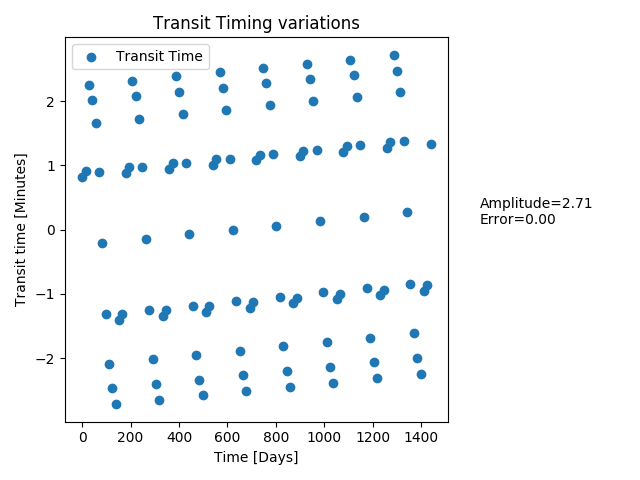 Transit Timing variations
Transit Time
Transit time [Minutes]
2
1
0
−1
−2
0 200 400 600 800 1000 1200 1400
Time [Days]
Amplitude=2.71
Error=0.00